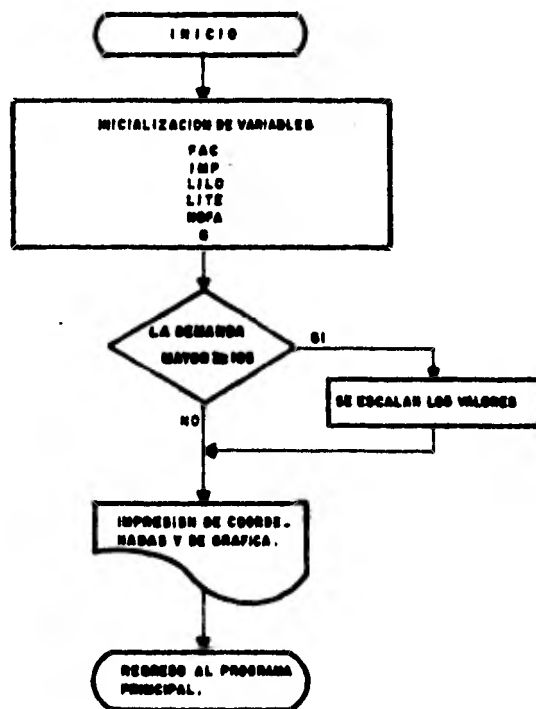 INICIO
INICIALIZACION DE VARIABLES
FAC
IMP
LILO
LITE
NOFA
G
LA DEMANDA
MAYOR
SI
SE ESCALAN LOS VALORES
NO
IMPRESION DE COORDE-
NADAS Y DE GRAFICA.
REGRESO AL PROGRAMA
PRINCIPAL.